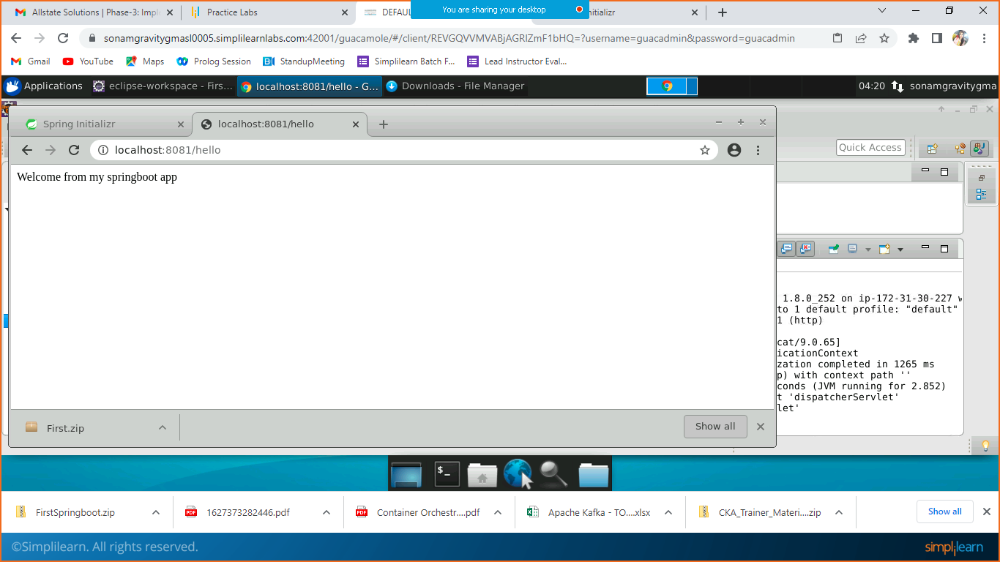 Allstate Solutions | Phase-3: Impl
Practice Labs
DEFAU
You are sharing your desktop
nitializr
sonamgravitygmasl0005.simplilearnlabs.com:42001/guacamole/#/client/REVGQVVMVABjAGRlZmF1bHQ=?username=guacadmin&password=guacadmin
Gmail
YouTube
Maps
Prolog Session
StandupMeeting
Simplilearn Batch F...
Lead Instructor Eval...
Applications
eclipse-workspace - Firs...
localhost:8081/hello - G...
Downloads - File Manager
04:20
sonamgravitygma
Spring Initializr
localhost:8081/hello
localhost:8081/hello
Quick Access
Welcome from my springboot app
1.8.0_252 on ip-172-31-30-227 w
to 1 default profile: "default"
1 (http)
cat/9.0.65]
icationContext
zation completed in 1265 ms
p) with context path ''
conds (JVM running for 2.852)
t 'dispatcherServlet'
let'
First.zip
Show all
FirstSpringboot.zip
1627373282446.pdf
Container Orchestr....pdf
Apache Kafka - TO....xlsx
CKA_Trainer_Materi....zip
Show all
©Simplilearn. All rights reserved.
simplilearn